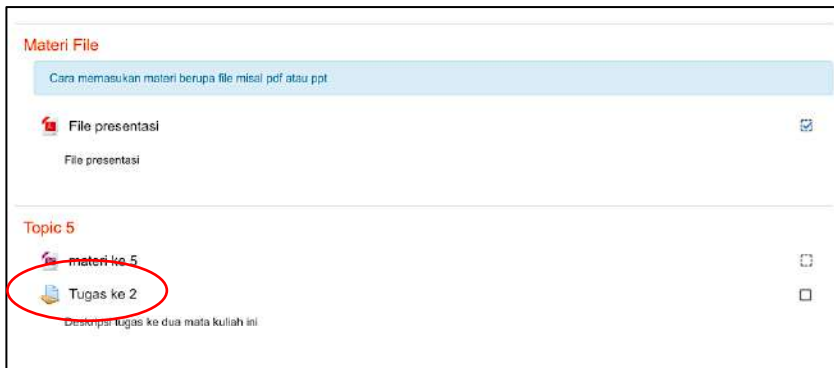 Materi File
Cara memasukan materi berupa file misal pdf atau ppt
File presentasi
File presentasi
Topic 5
materi ke 5
Tugas ke 2
Deskripsi tugas ke dua mata kuliah ini